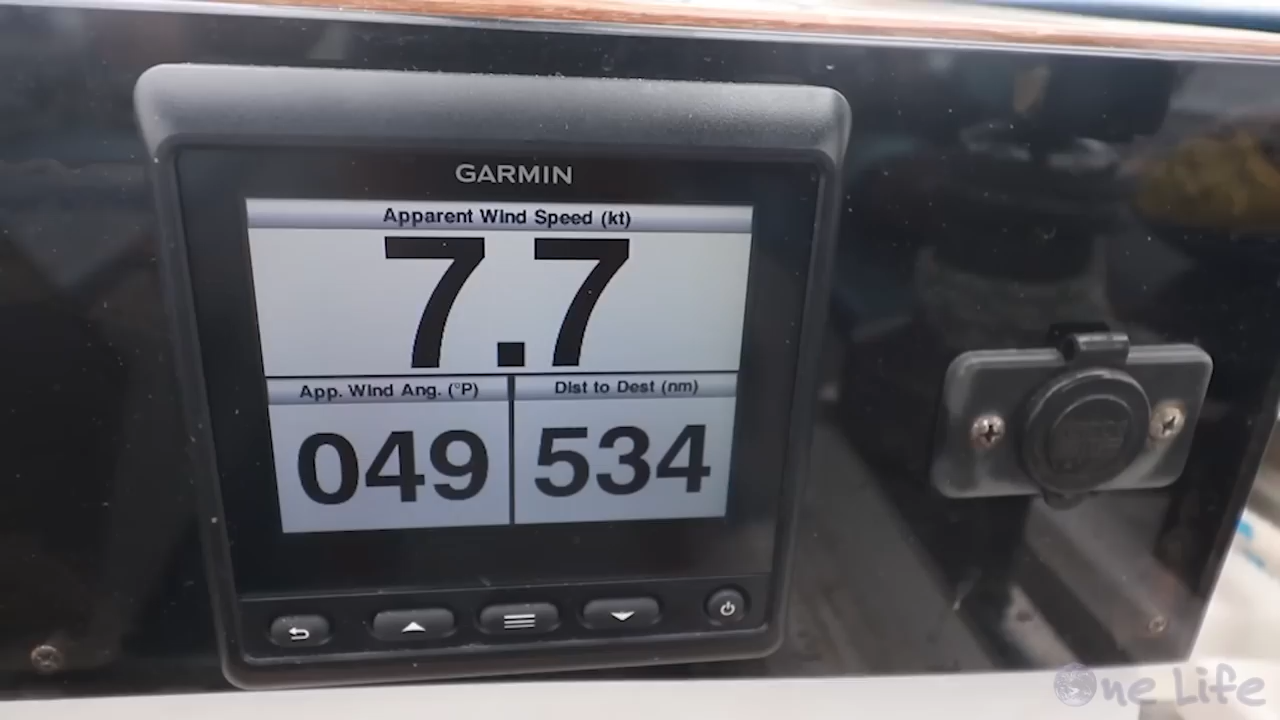 GARMIN
Apparent Wind Speed (kt)
7.7
App. Wind Ang. (°P)
Dist to Dest (nm)
049
534
One Life